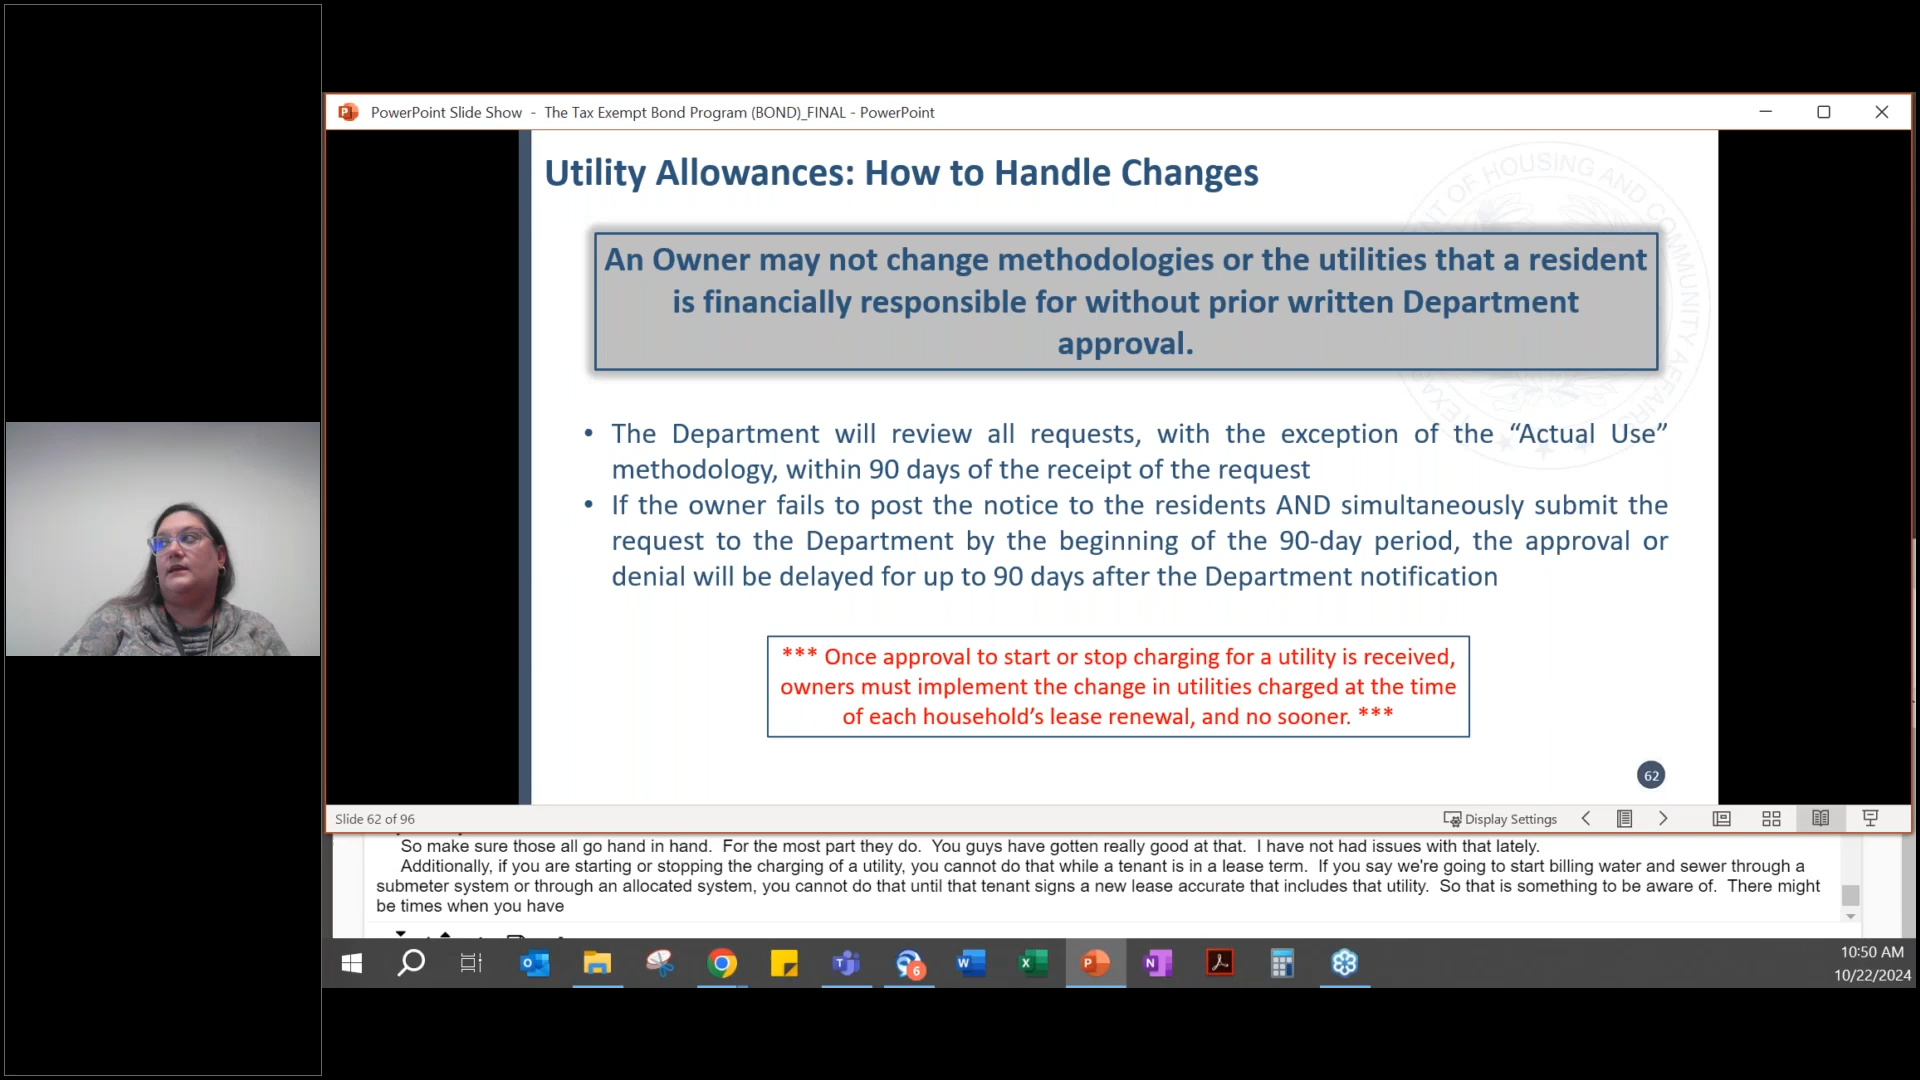 PowerPoint Slide Show - The Tax Exempt Bond Program (BOND)_FINAL - PowerPoint
Utility Allowances: How to Handle Changes
An Owner may not change methodologies or the utilities that a resident
is financially responsible for without prior written Department
approval.
• The Department will review all requests, with the exception of the “Actual Use”
methodology, within 90 days of the receipt of the request
• If the owner fails to post the notice to the residents AND simultaneously submit the
request to the Department by the beginning of the 90-day period, the approval or
denial will be delayed for up to 90 days after the Department notification
*** Once approval to start or stop charging for a utility is received,
owners must implement the change in utilities charged at the time
of each household’s lease renewal, and no sooner. ***
62
Slide 62 of 96
Display Settings
So make sure those all go hand in hand. For the most part they do. You guys have gotten really good at that. I have not had issues with that lately.
Additionally, if you are starting or stopping the charging of a utility, you cannot do that while a tenant is in a lease term. If you say we're going to start billing water and sewer through a
submeter system or through an allocated system, you cannot do that until that tenant signs a new lease accurate that includes that utility. So that is something to be aware of. There might
be times when you have
6
10:50 AM
10/22/2024